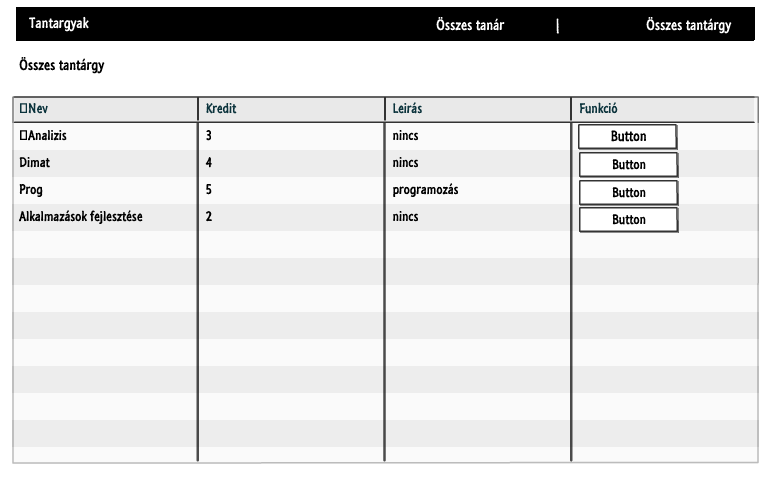 Tantargyak Összes tanár | Összes tantárgy
Összes tantárgy
□Nev Kredit Leirás Funkció
□Analizis 3 nincs Button
Dimat 4 nincs Button
Prog 5 programozás Button
Alkalmazások fejlesztése 2 nincs Button